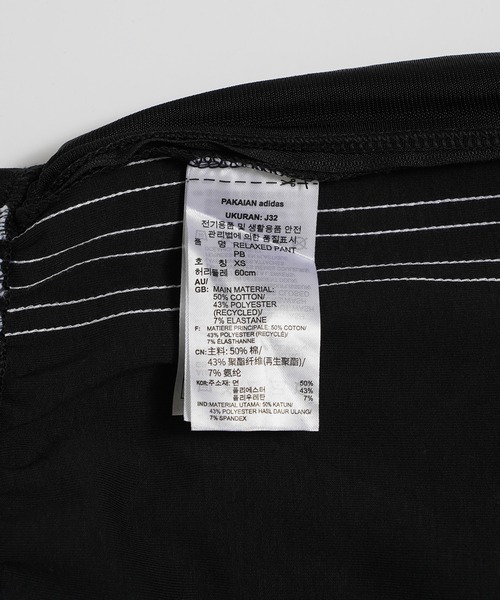 PAKAIAN adidas
UKURAN: J32
전기용품 및 생활용품 안전
관리법에 의한 품질표시
품 명 RELAXED PANT
PB
호 칭 XS
허리둘레 60cm
AU/
GB: MAIN MATERIAL:
50% COTTON/
43% POLYESTER
(RECYCLED)/
7% ELASTANE
F: MATIERE PRINCIPALE: 50% COTON/
43% POLYESTER (RECYCLÉ)/
7% ÉLASTHANNE
CN: 主料: 50% 棉/
43% 聚酯纤维(再生聚酯)/
7% 氨纶
KOR: 주소재: 면 50%
폴리에스터 43%
폴리우레탄 7%
IND: MATERIAL UTAMA: 50% KATUN/
43% POLYESTER HASIL DAUR ULANG/
7% SPANDEX